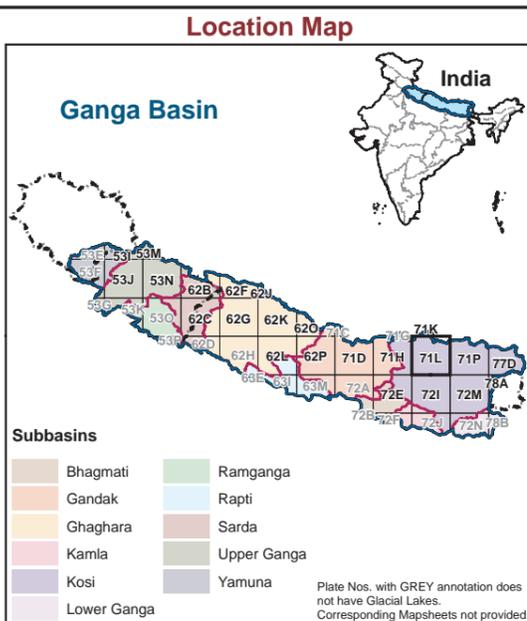 Location Map
India
Ganga Basin
53E 53I 53M
53F 53J 53N 62B 62F 62J
53G 53K 53O 62C 62G 62K 62O 71C 71G 71K
53P 62D 62H 62L 62P 71D 71H 71L 71P 77D
63E 63I 63M 72A 72E 72I 72M 78A
72B 72F 72J 72N 78B
Subbasins
Bhagmati
Gandak
Ghaghara
Kamla
Kosi
Lower Ganga
Ramganga
Rapti
Sarda
Upper Ganga
Yamuna
Plate Nos. with GREY annotation does
not have Glacial Lakes.
Corresponding Mapsheets not provided